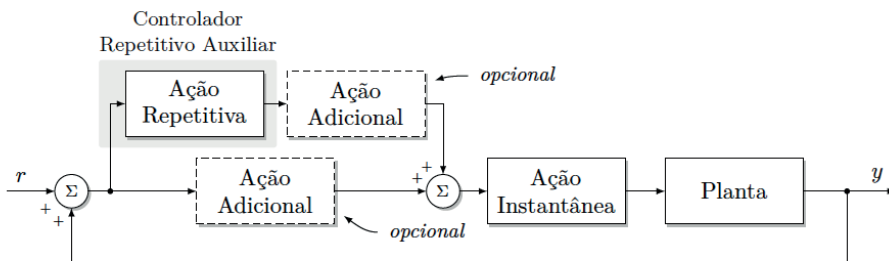 Controlador
Repetitivo Auxiliar
Ação
Repetitiva
Ação
Adicional
opcional
r
Σ
+
+
Ação
Adicional
opcional
+
+
Σ
Ação
Instantânea
Planta
y